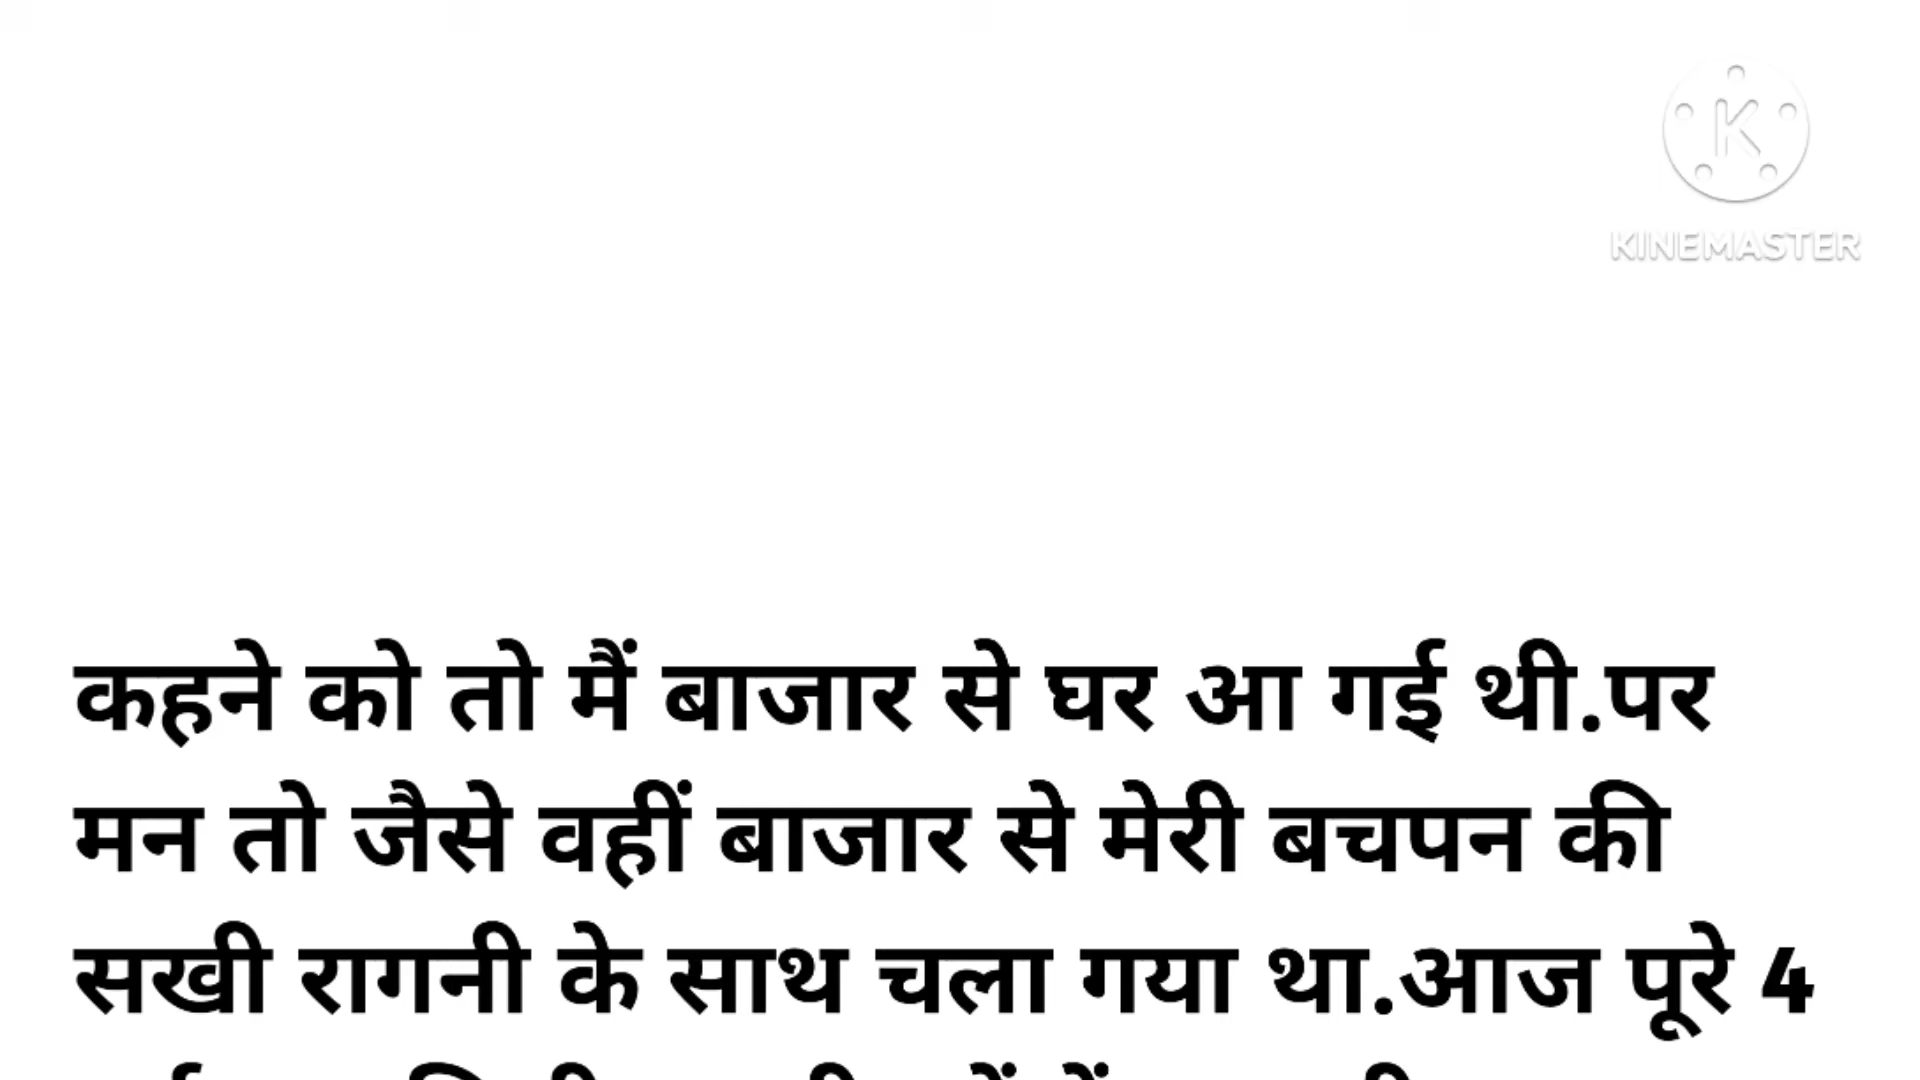 KINEMASTER
कहने को तो मैं बाजार से घर आ गई थी.पर
मन तो जैसे वहीं बाजार से मेरी बचपन की
सखी रागनी के साथ चला गया था.आज पूरे 4